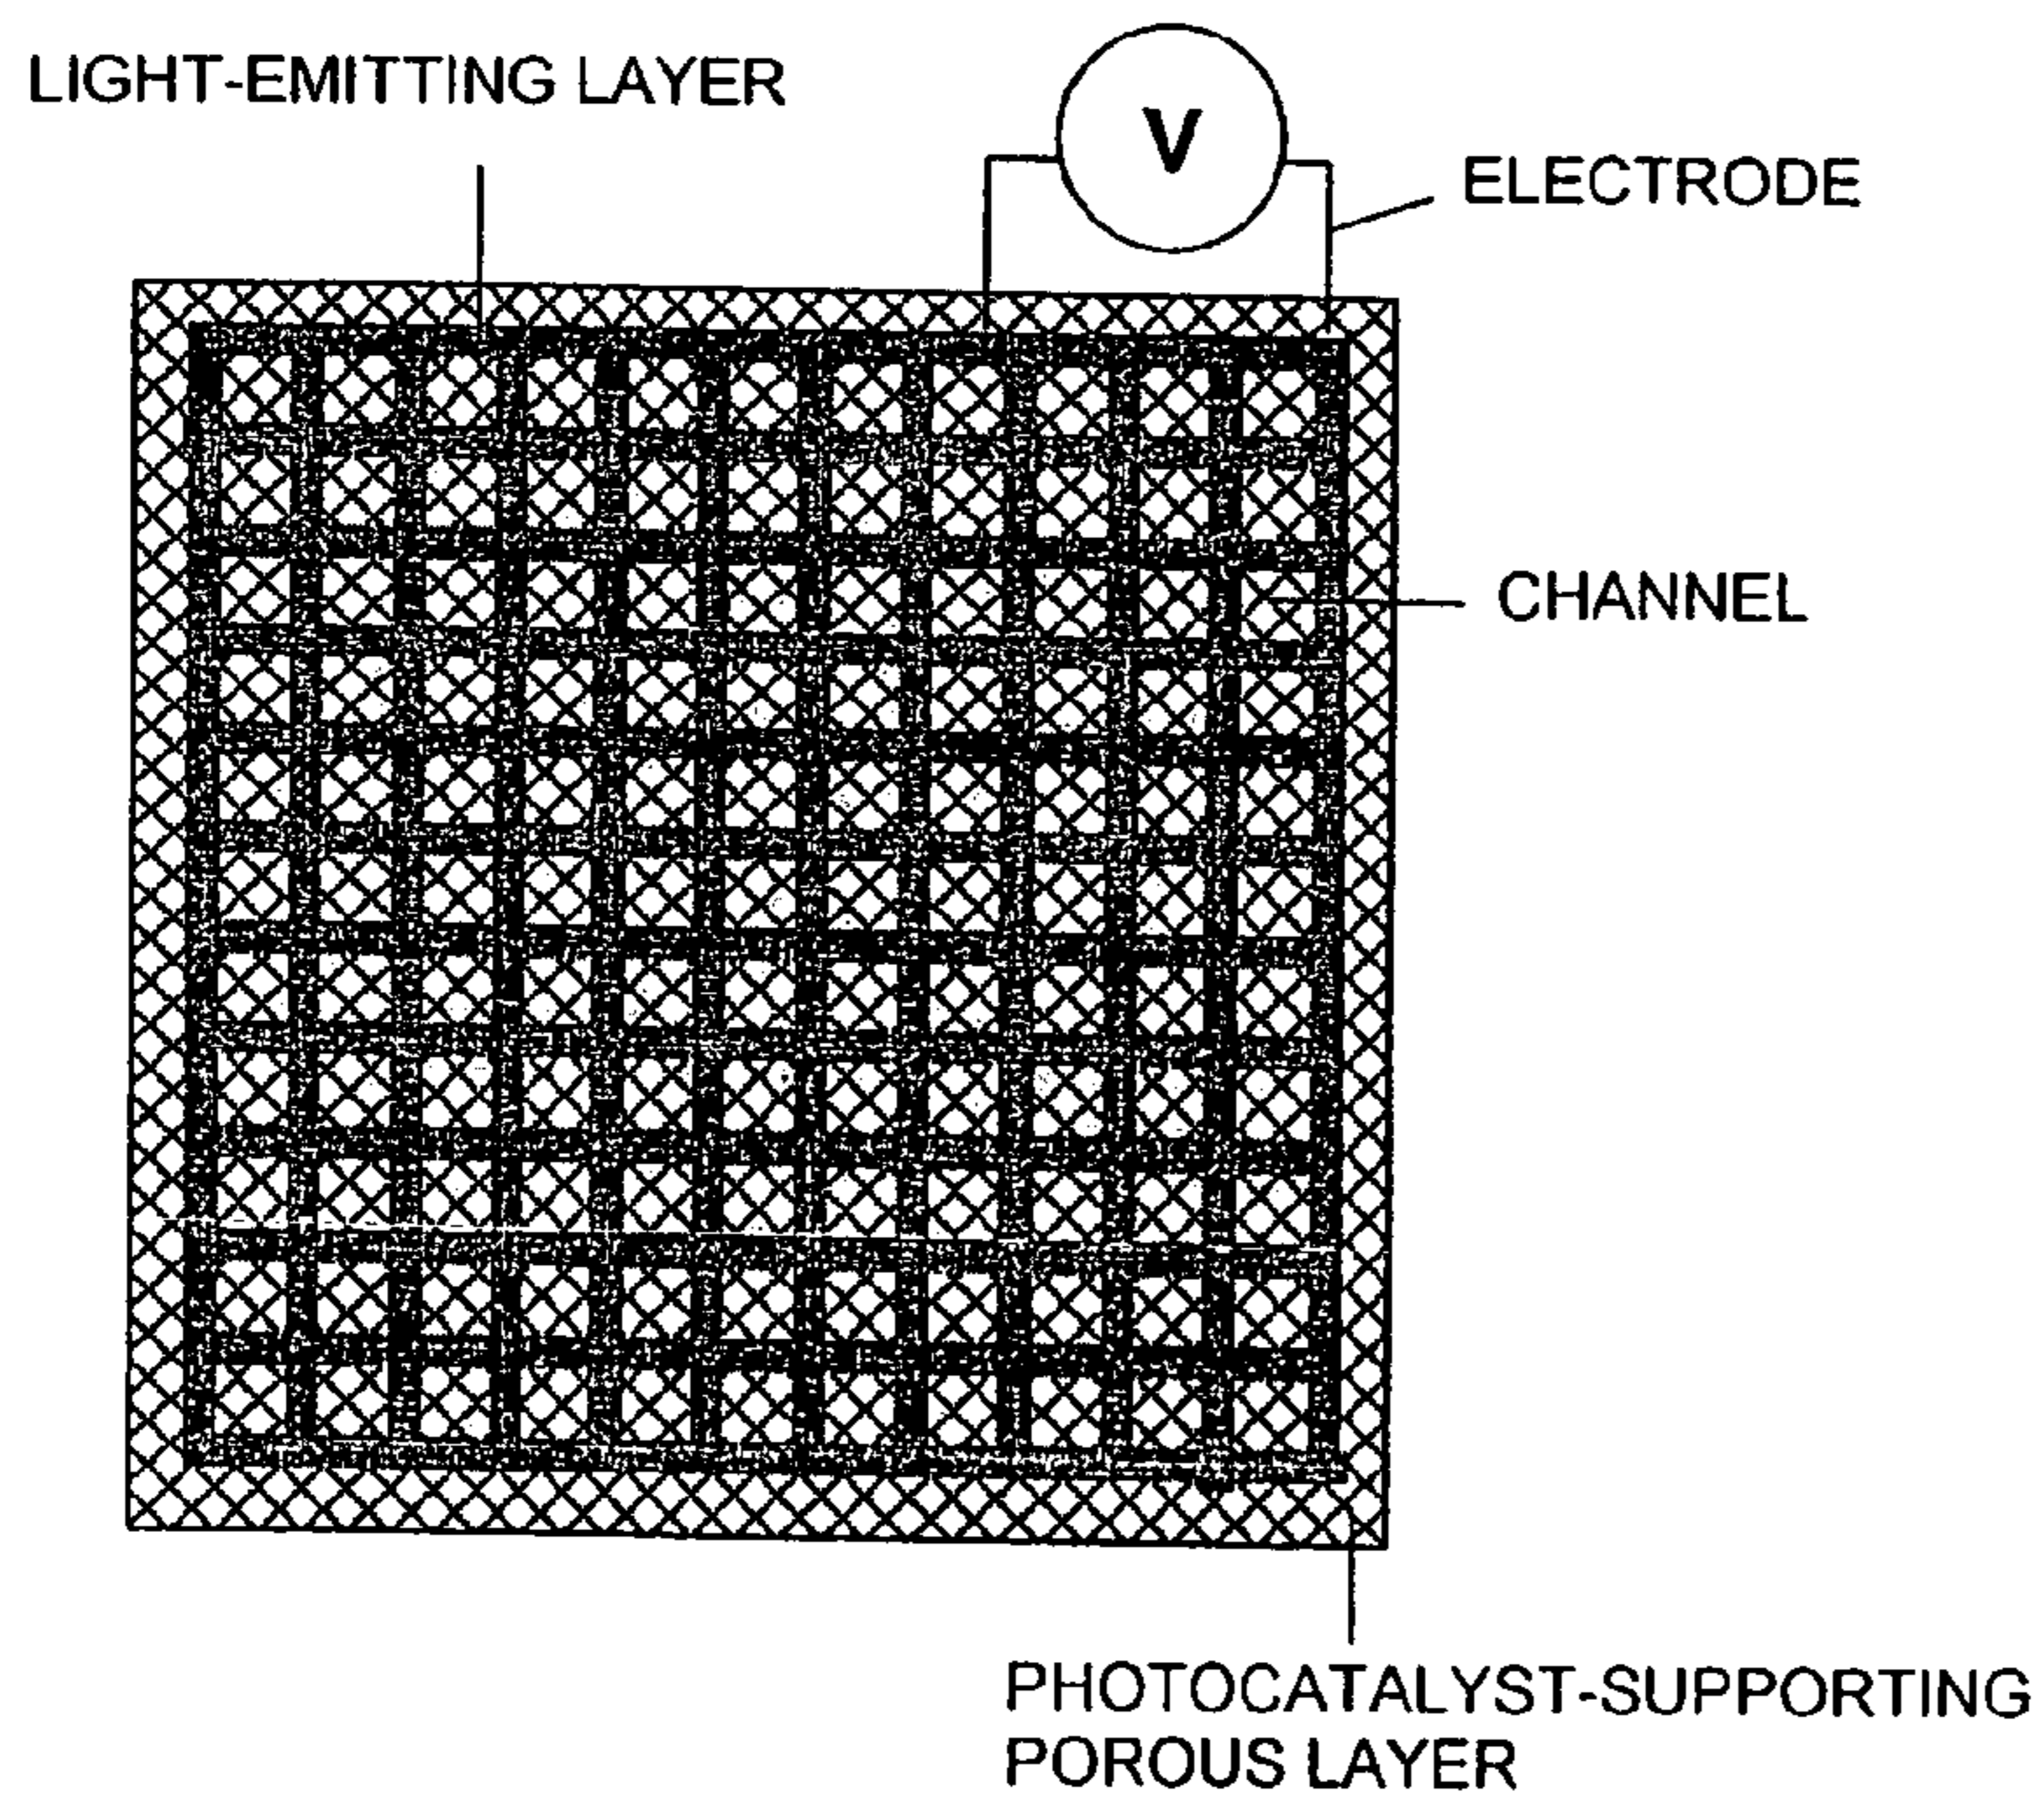 LIGHT-EMITTING LAYER
V
ELECTRODE
CHANNEL
PHOTOCATALYST-SUPPORTING
POROUS LAYER